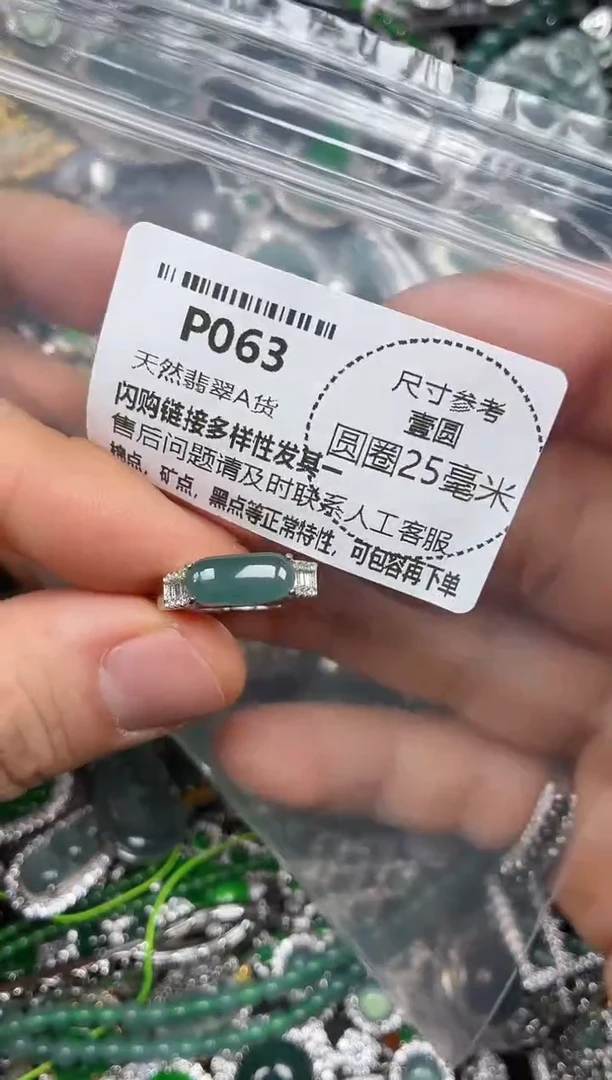 P063
天然翡翠A货
闪购链接多样性发其一
售后问题请及时联系人工客服
棉点,矿点,黑点等正常特性,可包容再下单
尺寸参考
壹圆
圆圈25毫米